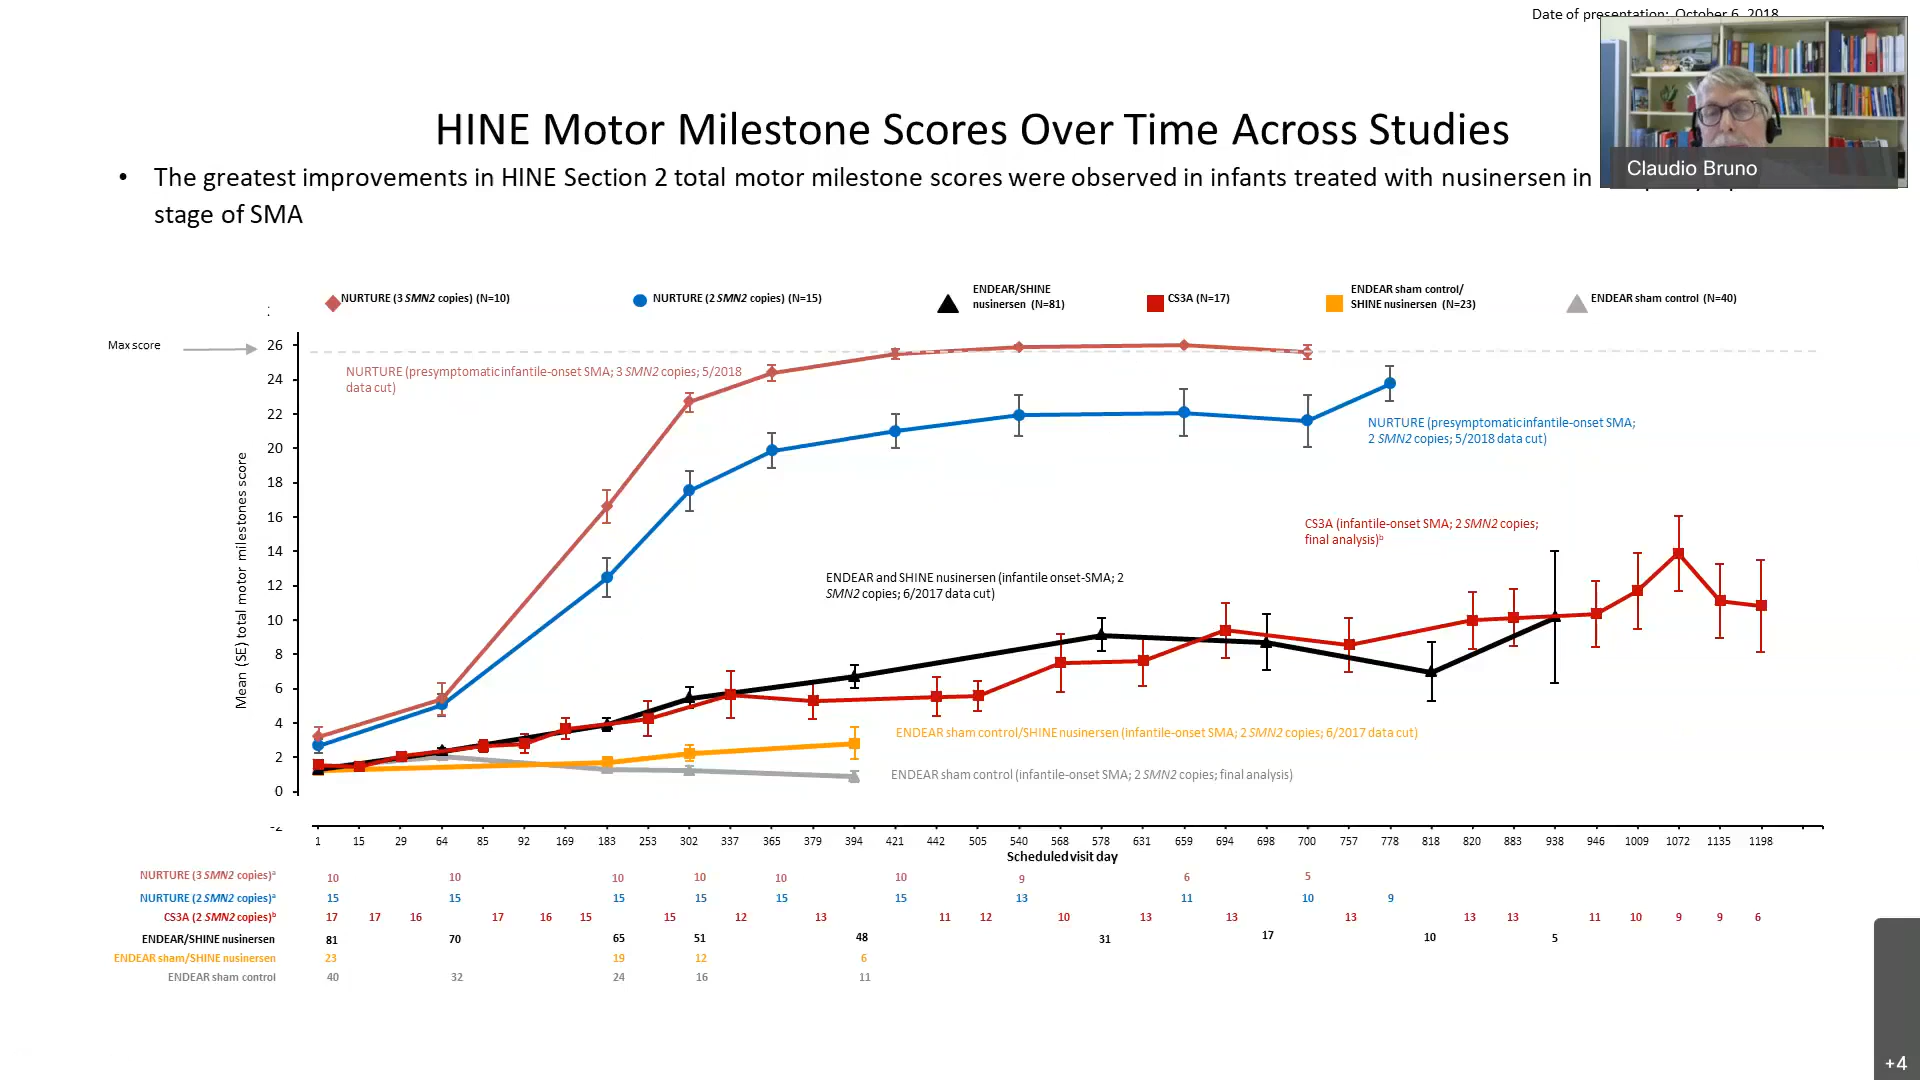 Date of presentation: October 6, 2018
Claudio Bruno
HINE Motor Milestone Scores Over Time Across Studies
• The greatest improvements in HINE Section 2 total motor milestone scores were observed in infants treated with nusinersen in
stage of SMA
NURTURE (3 SMN2 copies) (N=10)
NURTURE (2 SMN2 copies) (N=15)
ENDEAR/SHINE
nusinersen (N=81)
CS3A (N=17)
ENDEAR sham control/
SHINE nusinersen (N=23)
ENDEAR sham control (N=40)
Max score
26
24
22
20
18
16
14
12
10
8
6
4
2
0
-2
Mean (SE) total motor milestones score
NURTURE (presymptomatic infantile-onset SMA; 3 SMN2 copies; 5/2018
data cut)
NURTURE (presymptomatic infantile-onset SMA;
2 SMN2 copies; 5/2018 data cut)
CS3A (infantile-onset SMA; 2 SMN2 copies;
final analysis)b
ENDEAR and SHINE nusinersen (infantile onset-SMA; 2
SMN2 copies; 6/2017 data cut)
ENDEAR sham control/SHINE nusinersen (infantile-onset SMA; 2 SMN2 copies; 6/2017 data cut)
ENDEAR sham control (infantile-onset SMA; 2 SMN2 copies; final analysis)
1 15 29 64 85 92 169 183 253 302 337 365 379 394 421 442 505 540 568 578 631 659 694 698 700 757 778 818 820 883 938 946 1009 1072 1135 1198
Scheduled visit day
NURTURE (3 SMN2 copies)a 10 10 10 10 10 10 9 6 5
NURTURE (2 SMN2 copies)a 15 15 15 15 15 15 13 11 10 9
CS3A (2 SMN2 copies)b 17 17 16 17 16 15 15 12 13 11 12 10 13 13 13 13 13 11 10 9 9 6
ENDEAR/SHINE nusinersen 81 70 65 51 48 31 17 10 5
ENDEAR sham/SHINE nusinersen 23 19 12 6
ENDEAR sham control 40 32 24 16 11
+4